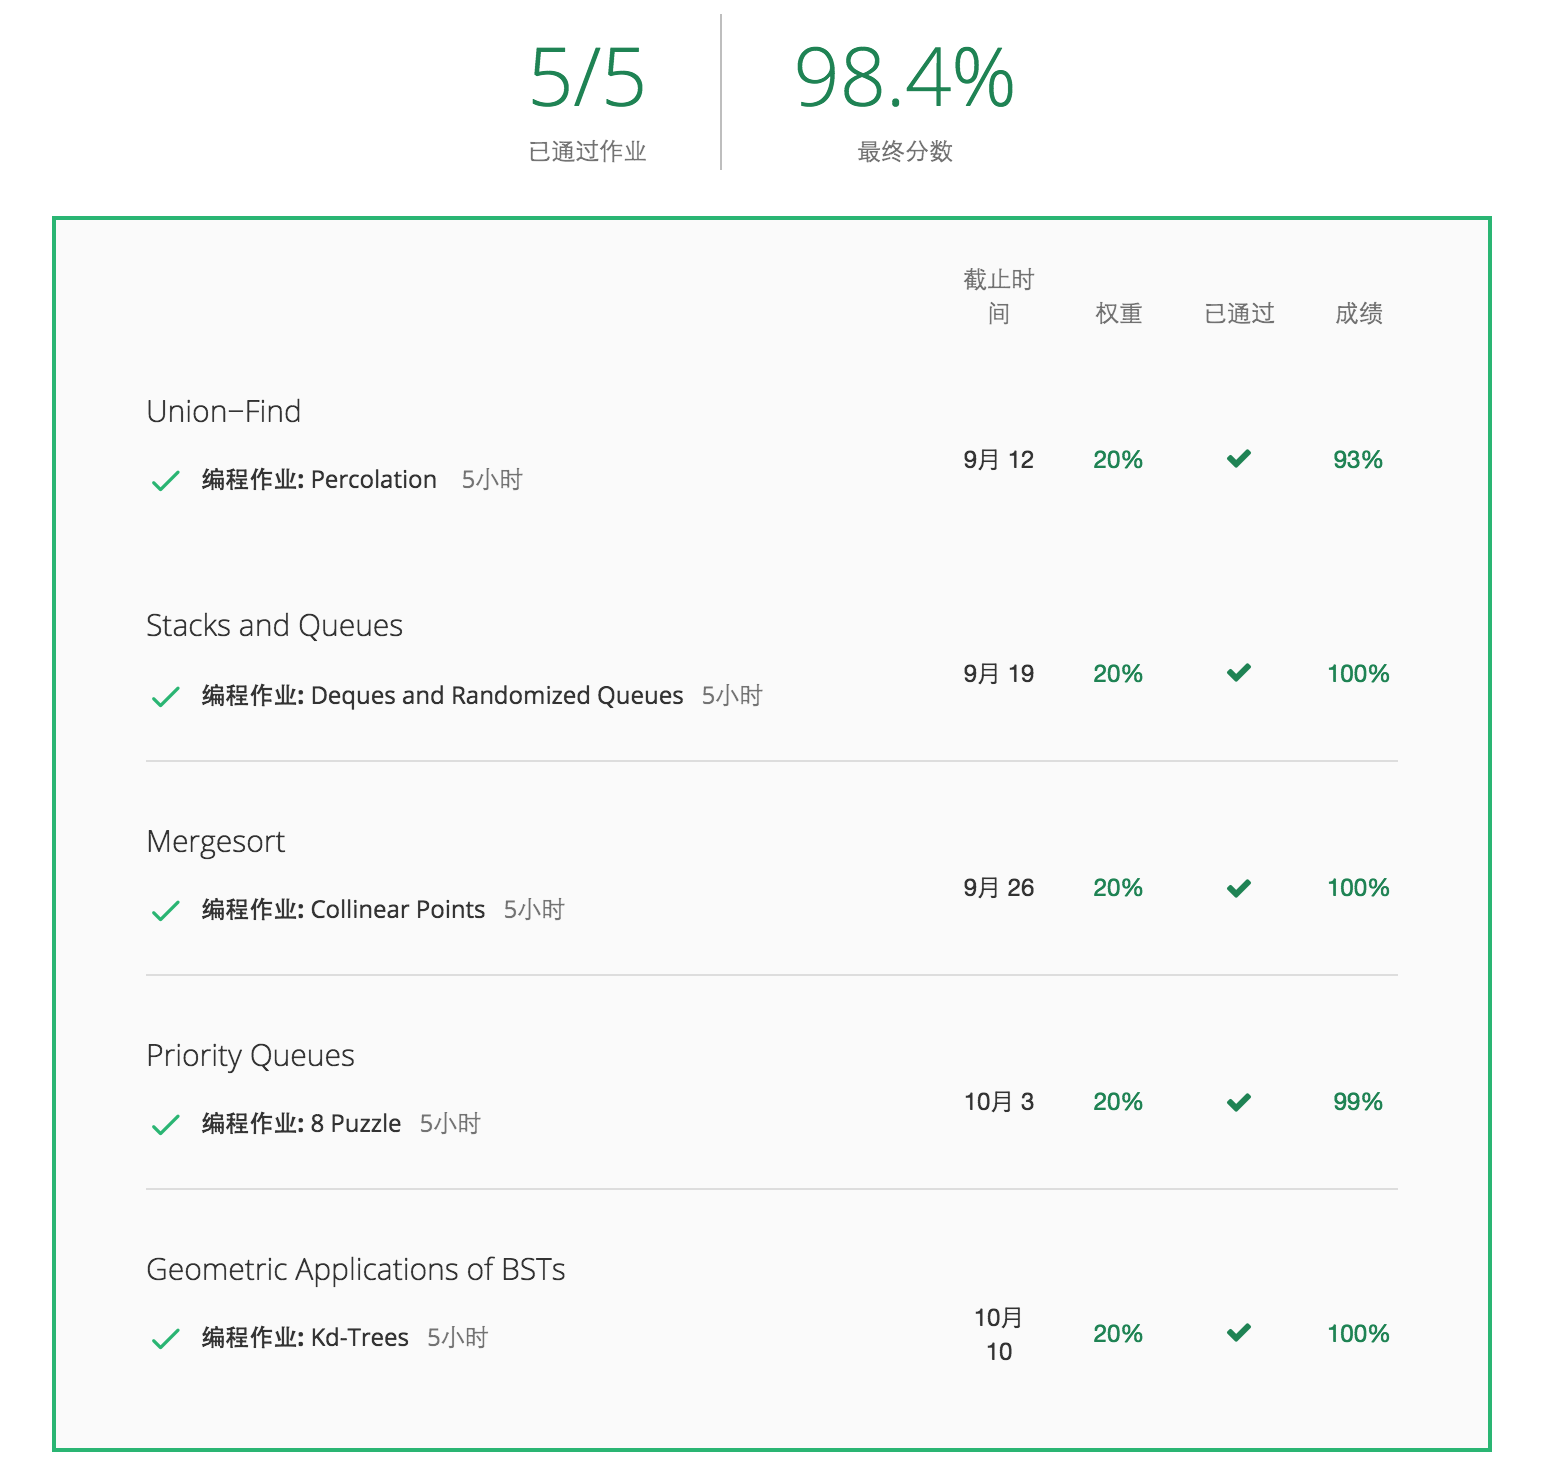 5/5
已通过作业
98.4%
最终分数
截止时
间
权重
已通过
成绩
Union–Find
编程作业: Percolation 5小时
9月 12
20%
93%
Stacks and Queues
编程作业: Deques and Randomized Queues 5小时
9月 19
20%
100%
Mergesort
编程作业: Collinear Points 5小时
9月 26
20%
100%
Priority Queues
编程作业: 8 Puzzle 5小时
10月 3
20%
99%
Geometric Applications of BSTs
编程作业: Kd-Trees 5小时
10月
10
20%
100%